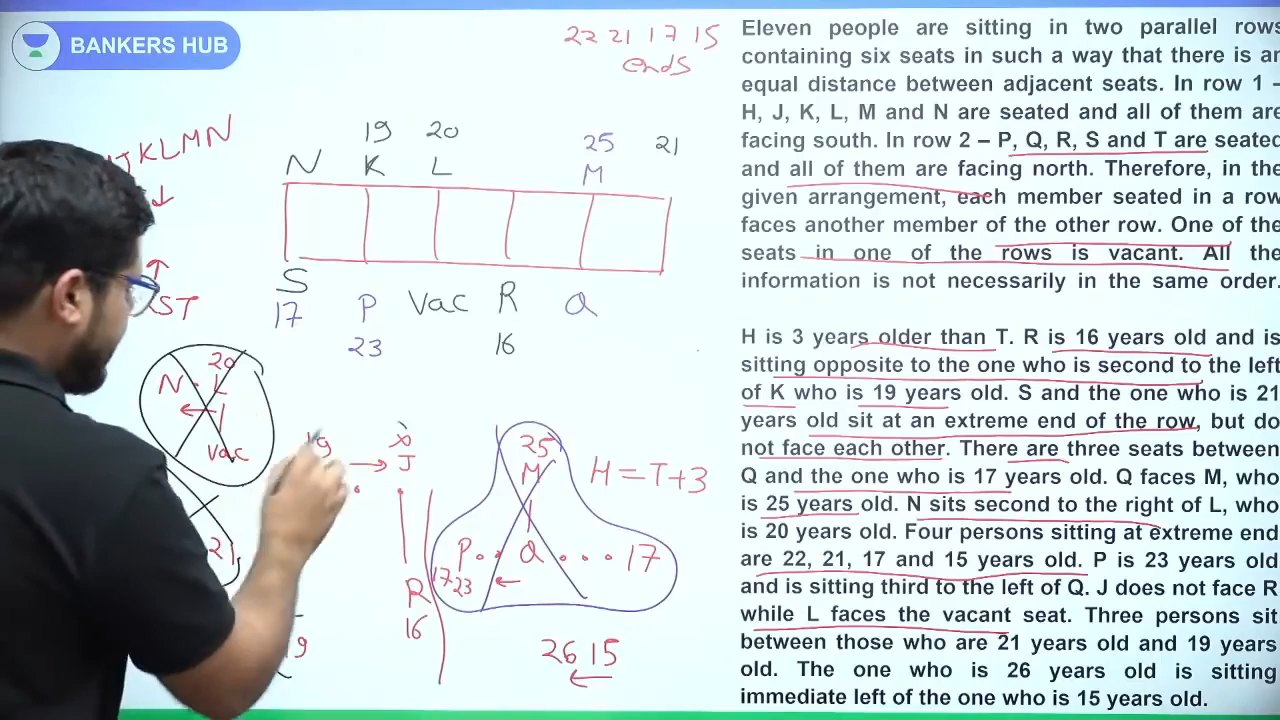 BANKERS HUB
22 21 17 15
ends
JKLMN
19 20 25 21
N K L M
S P Vac R Q
17 23 16
ST
20
N . L
Vac
21
19
J
R
16
25
M
P . . Q . . . 17
17 23
H = T+3
26 15
9
Eleven people are sitting in two parallel rows
containing six seats in such a way that there is an
equal distance between adjacent seats. In row 1 –
H, J, K, L, M and N are seated and all of them are
facing south. In row 2 – P, Q, R, S and T are seated
and all of them are facing north. Therefore, in the
given arrangement, each member seated in a row
faces another member of the other row. One of the
seats in one of the rows is vacant. All the
information is not necessarily in the same order.
H is 3 years older than T. R is 16 years old and is
sitting opposite to the one who is second to the left
of K who is 19 years old. S and the one who is 21
years old sit at an extreme end of the row, but do
not face each other. There are three seats between
Q and the one who is 17 years old. Q faces M, who
is 25 years old. N sits second to the right of L, who
is 20 years old. Four persons sitting at extreme end
are 22, 21, 17 and 15 years old. P is 23 years old
and is sitting third to the left of Q. J does not face R
while L faces the vacant seat. Three persons sit
between those who are 21 years old and 19 years
old. The one who is 26 years old is sitting
immediate left of the one who is 15 years old.